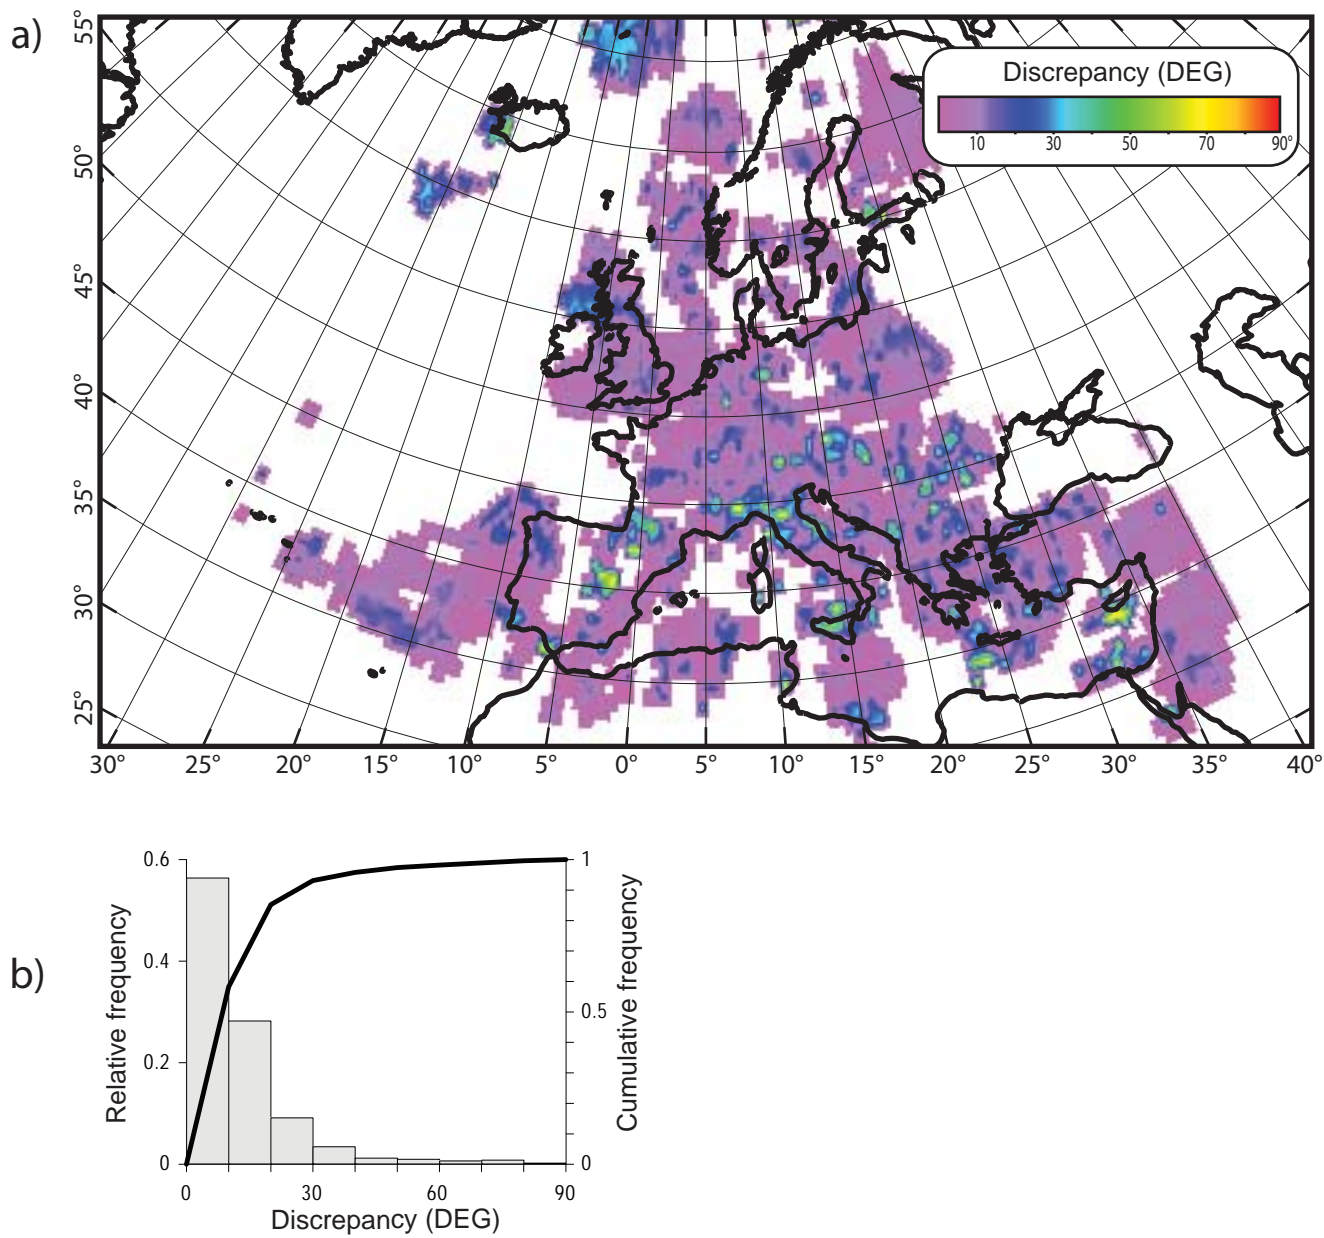 a)
Discrepancy (DEG)
10 30 50 70 90°
55°
50°
45°
40°
35°
30°
25°
30° 25° 20° 15° 10° 5° 0° 5° 10° 15° 20° 25° 30° 35° 40°
b)
Relative frequency
0.6
0.4
0.2
0
Cumulative frequency
1
0.5
0
0 30 60 90
Discrepancy (DEG)